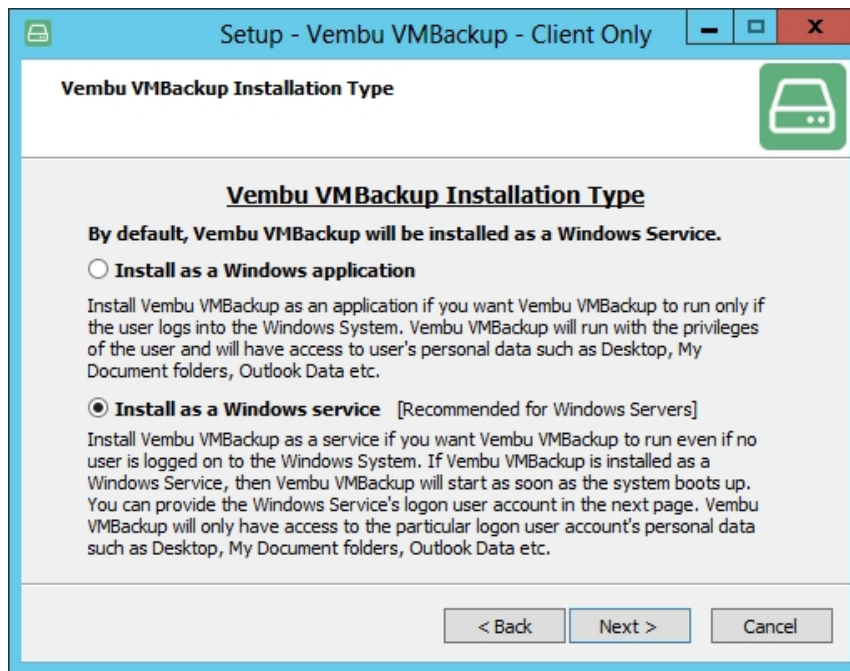 Setup - Vembu VMBackup - Client Only
Vembu VMBackup Installation Type
Vembu VMBackup Installation Type
By default, Vembu VMBackup will be installed as a Windows Service.
Install as a Windows application
Install Vembu VMBackup as an application if you want Vembu VMBackup to run only if
the user logs into the Windows System. Vembu VMBackup will run with the privileges
of the user and will have access to user's personal data such as Desktop, My
Document folders, Outlook Data etc.
Install as a Windows service [Recommended for Windows Servers]
Install Vembu VMBackup as a service if you want Vembu VMBackup to run even if no
user is logged on to the Windows System. If Vembu VMBackup is installed as a
Windows Service, then Vembu VMBackup will start as soon as the system boots up.
You can provide the Windows Service's logon user account in the next page. Vembu
VMBackup will only have access to the particular logon user account's personal data
such as Desktop, My Document folders, Outlook Data etc.
< Back Next > Cancel